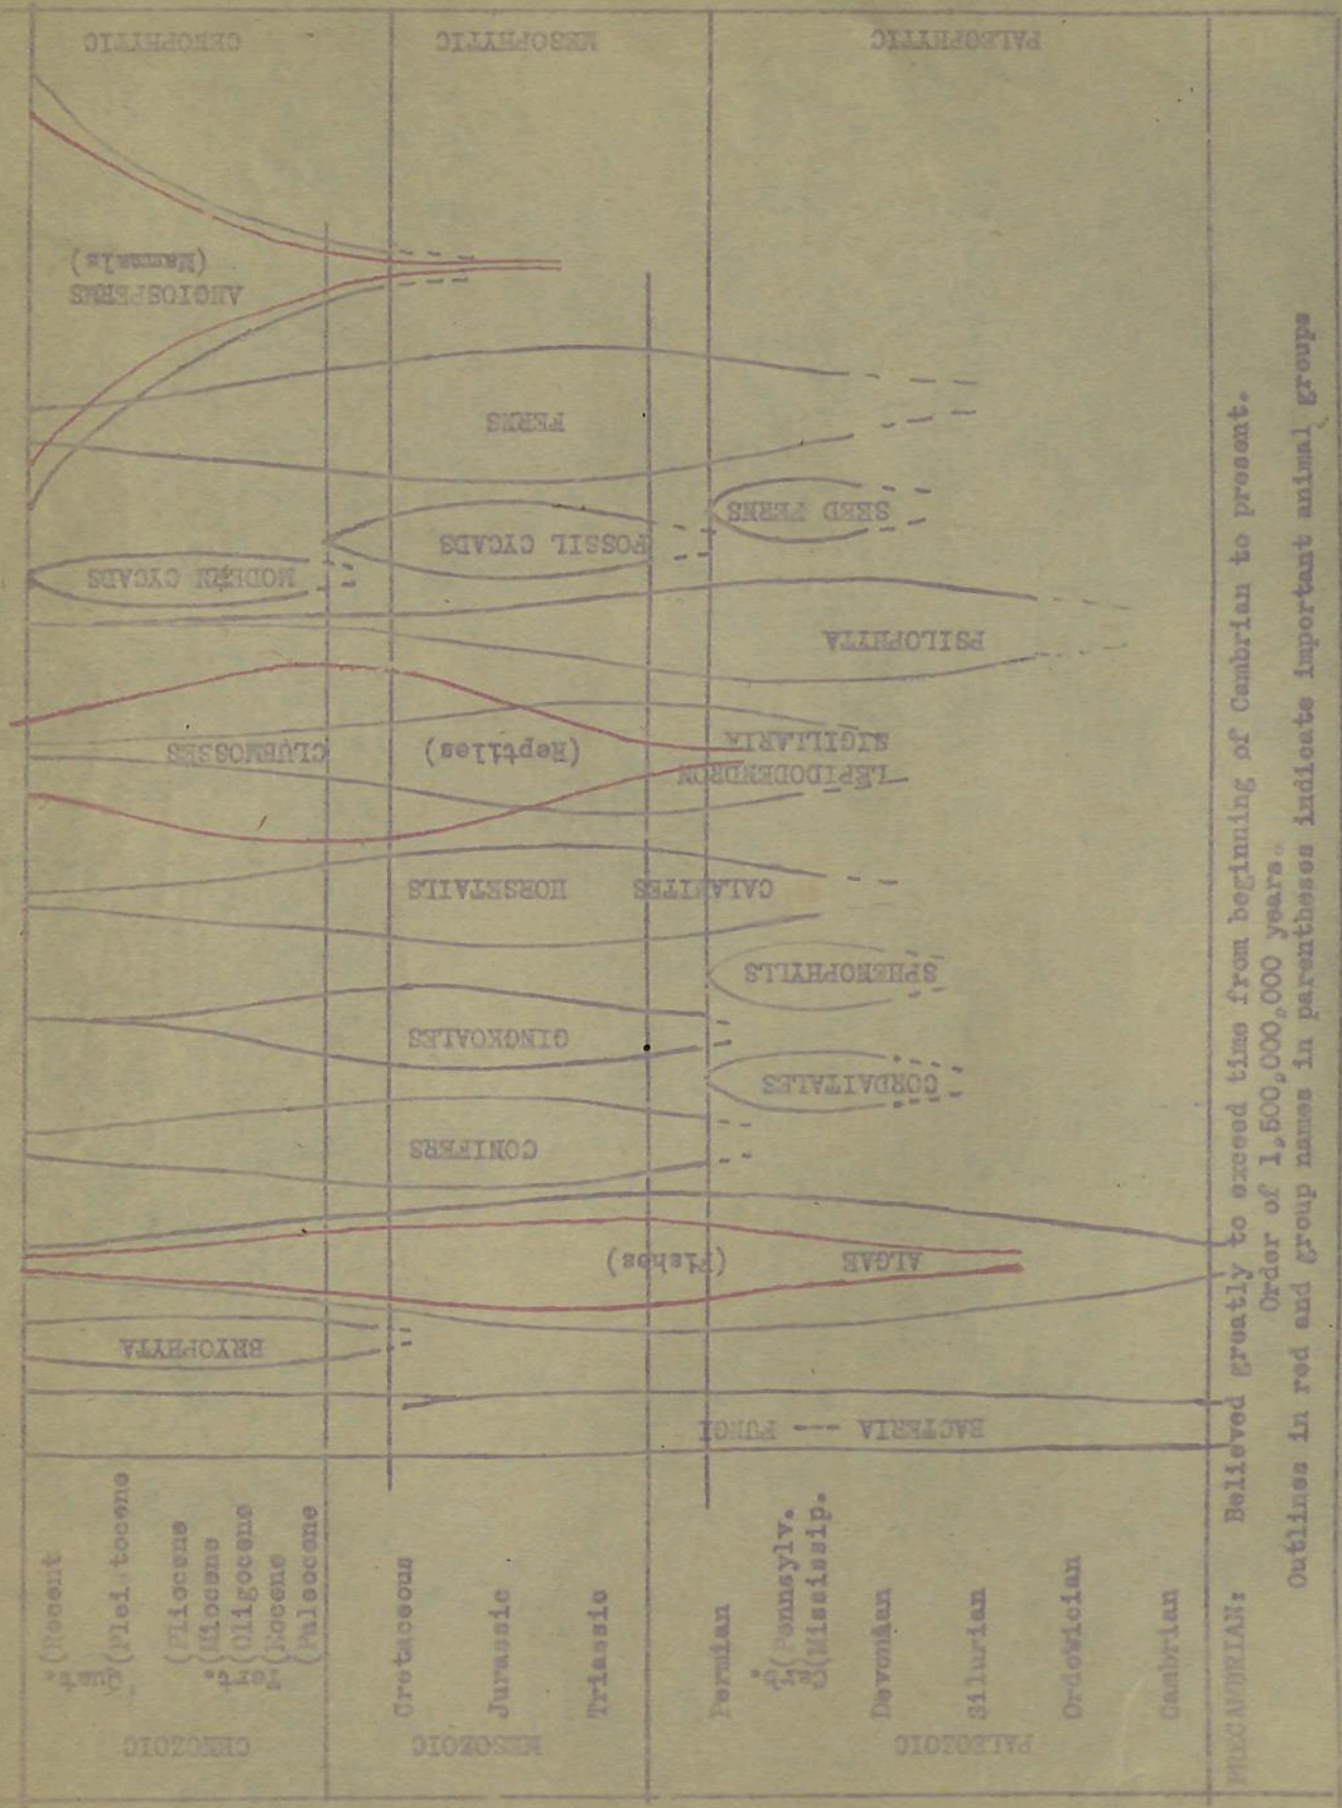 CENOPHYTIC
MESOPHYTIC
PALEOPHYTIC
ANGIOSPERMS
(Mammals)
FERNS
SEED FERNS
FOSSIL CYCADS
MODERN CYCADS
PSILOPHYTA
CLUBMOSSES
(Reptiles)
SIGILLARIA
LEPIDODENDRON
HORSETAILS
CALAMITES
SPHENOPHYLLS
GINGKOALES
CORDAITALES
CONIFERS
(Fishes)
ALGAE
BRYOPHYTA
BACTERIA --- FUNGI
CENOZOIC
(Recent
(Pleistocene
(Pliocene
(Miocene
(Oligocene
(Eocene
(Paleocene
MESOZOIC
Cretaceous
Jurassic
Triassic
PALEOZOIC
Permian
(Pennsylv.
(Mississip.
Devonian
Silurian
Ordovician
Cambrian
PRECAMBRIAN: Believed greatly to exceed time from beginning of Cambrian to present.
Order of 1,500,000,000 years.
Outlines in red and group names in parentheses indicate important animal groups